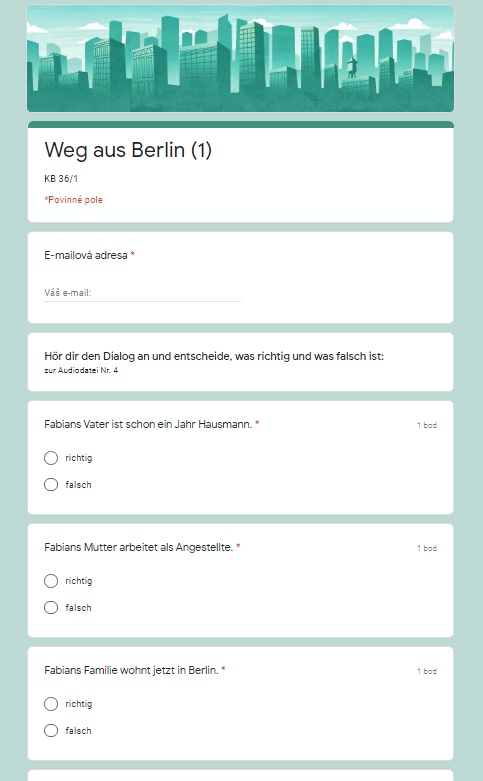 Weg aus Berlin (1)
KB 36/1
*Povinné pole
E-mailová adresa *
Váš e-mail:
Hör dir den Dialog an und entscheide, was richtig und was falsch ist:
zur Audiodatei Nr. 4
Fabians Vater ist schon ein Jahr Hausmann. * 1 bod
richtig
falsch
Fabians Mutter arbeitet als Angestellte. * 1 bod
richtig
falsch
Fabians Familie wohnt jetzt in Berlin. * 1 bod
richtig
falsch